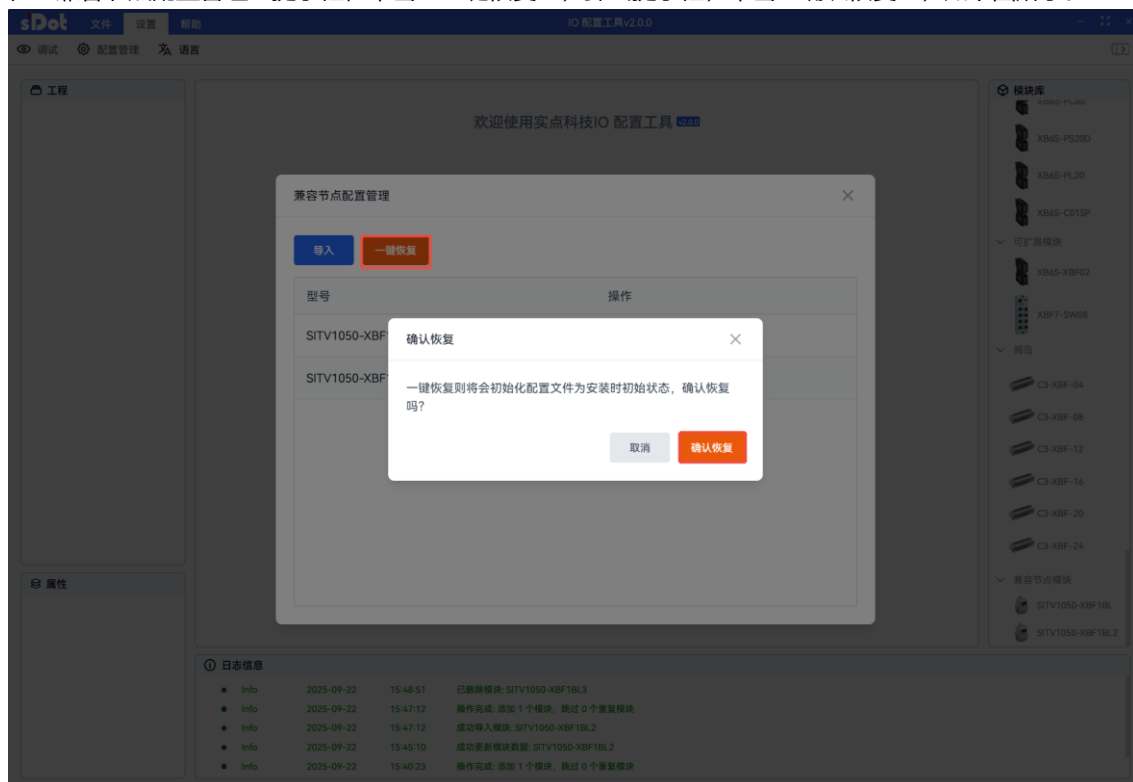 sDot 文件 设置 帮助 IO 配置工具v2.0.0
调试 配置管理 语言
工程
模块库
欢迎使用实点科技IO 配置工具 v2.0.0
XB6S-PS20D
XB6S-PL20
XB6S-C01SP
可扩展模块
XB6S-XBF02
XBF7-SW08
阀岛
C3-XBF-04
C3-XBF-08
C3-XBF-12
C3-XBF-16
C3-XBF-20
C3-XBF-24
兼容节点模块
SITV1050-XBF1BL
SITV1050-XBF1BL2
兼容节点配置管理
导入 一键恢复
型号 操作
SITV1050-XBF
SITV1050-XBF
确认恢复
一键恢复则将会初始化配置文件为安装时初始状态，确认恢复
吗？
取消 确认恢复
属性
日志信息
Info 2025-09-22 15:48:51 已删除模块: SITV1050-XBF1BL3
Info 2025-09-22 15:47:12 操作完成: 添加 1 个模块，跳过 0 个重复模块
Info 2025-09-22 15:47:12 成功导入模块: SITV1050-XBF1BL2
Info 2025-09-22 15:45:10 成功更新模块数据: SITV1050-XBF1BL2
Info 2025-09-22 15:40:23 操作完成: 添加 1 个模块，跳过 0 个重复模块